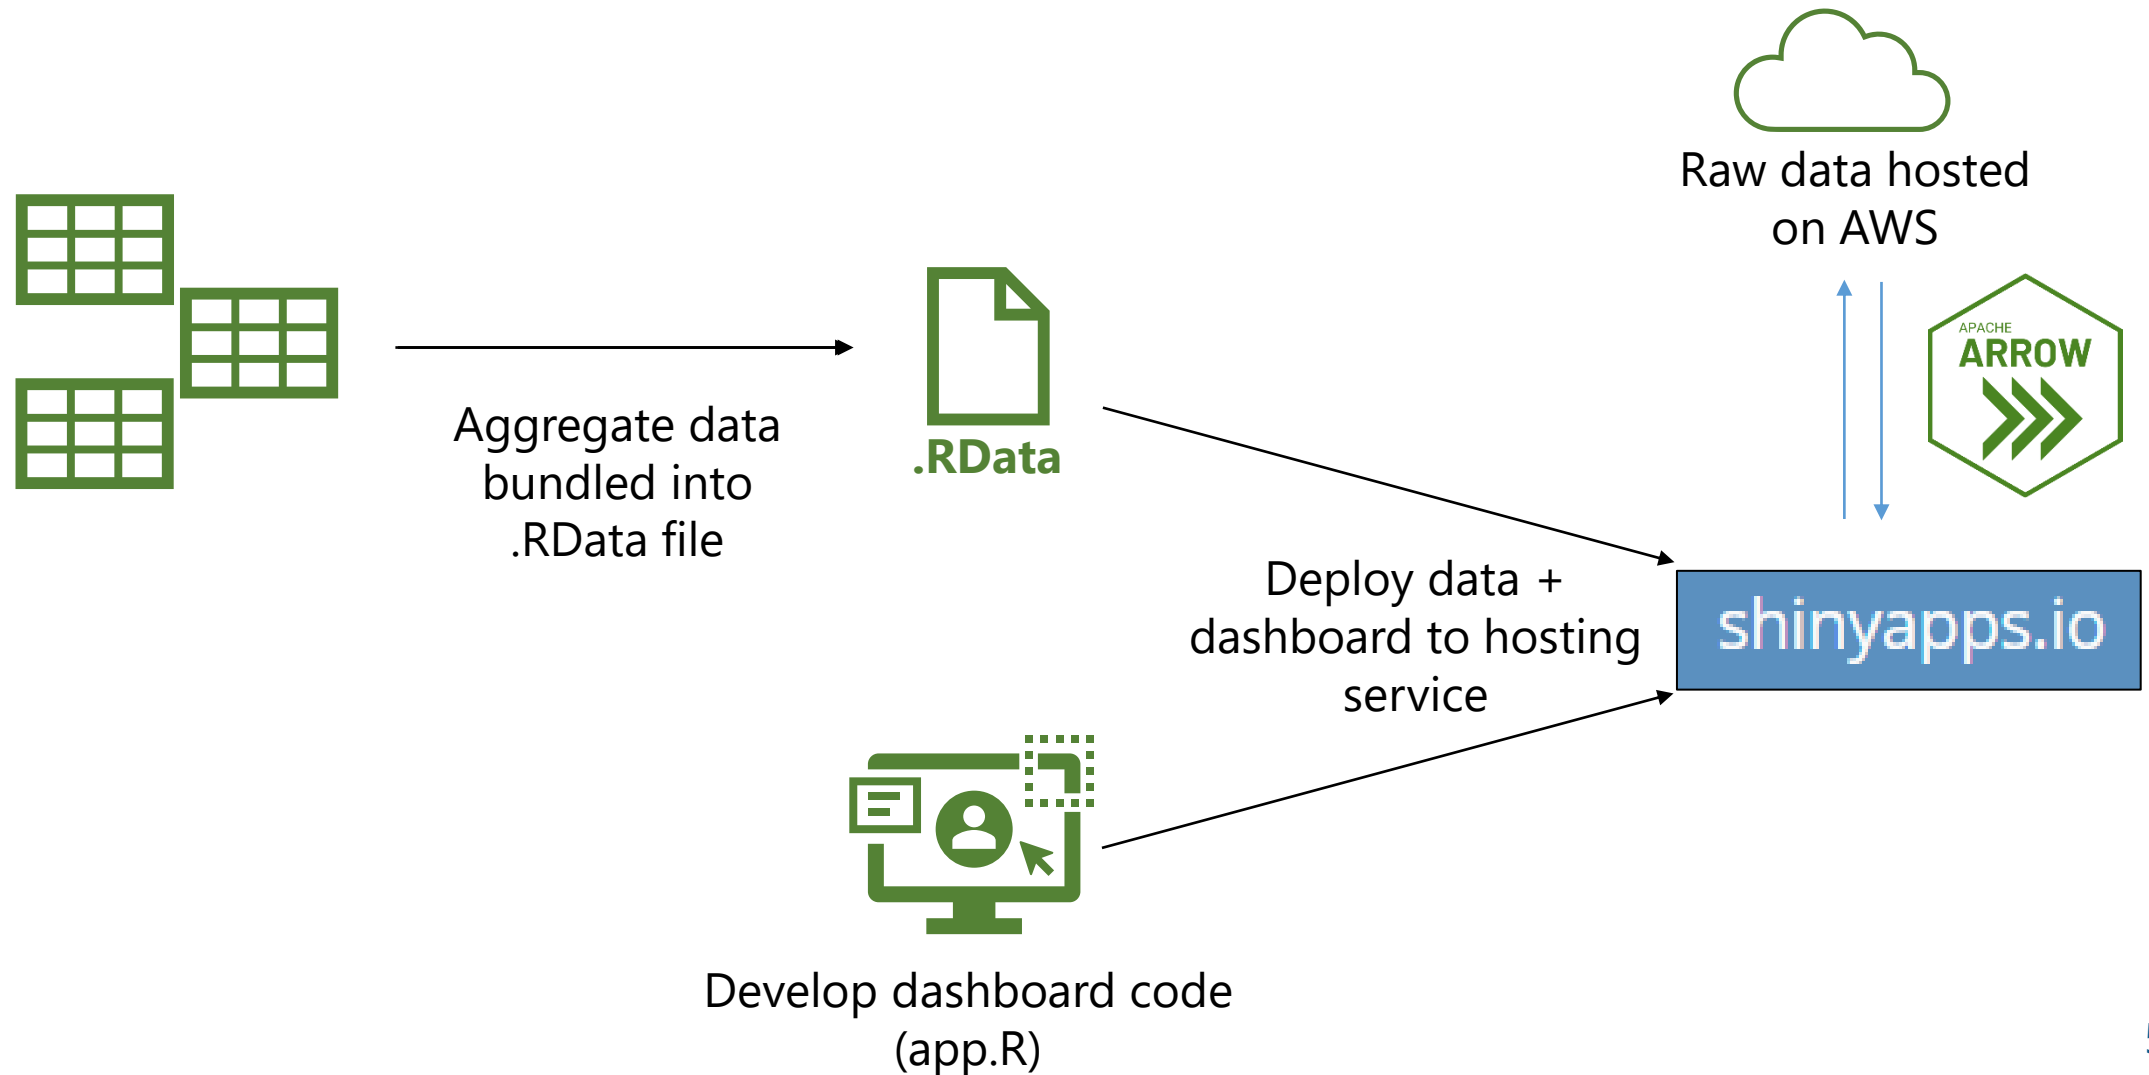 Raw data hosted
on AWS
APACHE
ARROW
Aggregate data
bundled into
.RData file
.RData
Deploy data +
dashboard to hosting
service
shinyapps.io
Develop dashboard code
(app.R)